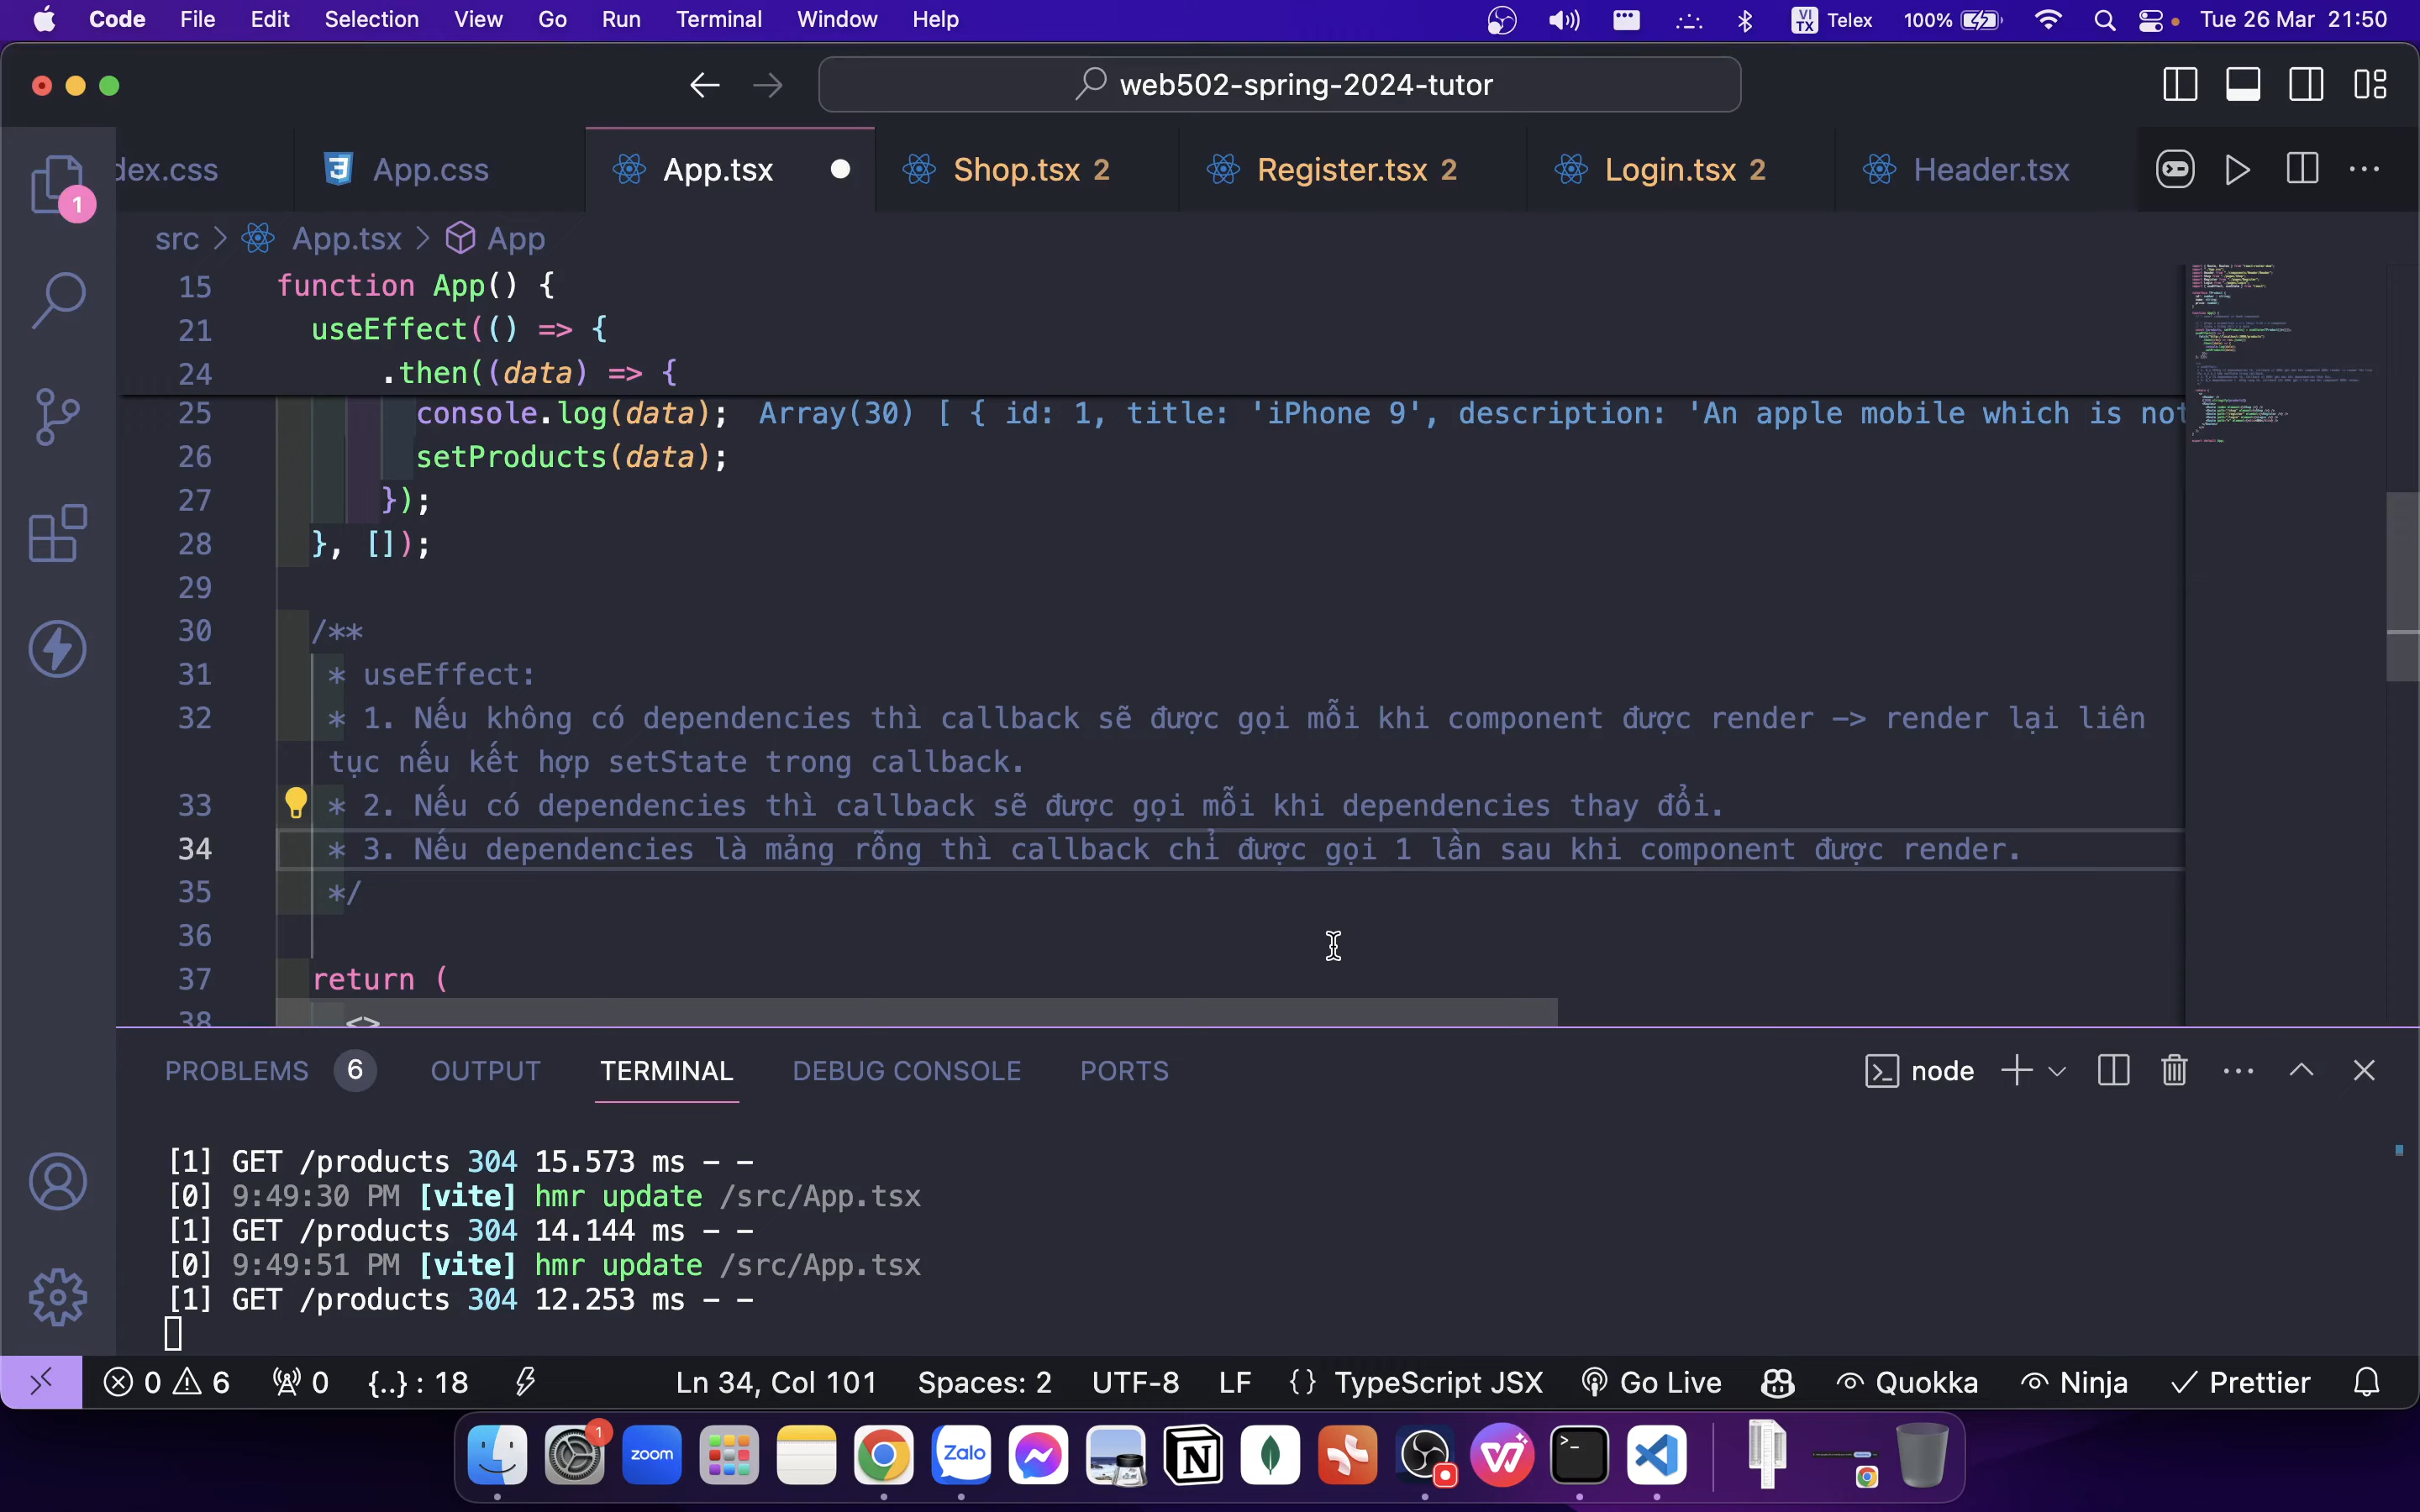 Code File Edit Selection View Go Run Terminal Window Help VI TX Telex 100% Tue 26 Mar 21:50
web502-spring-2024-tutor
dex.css App.css App.tsx Shop.tsx 2 Register.tsx 2 Login.tsx 2 Header.tsx
1
src > App.tsx > App
15 function App() {
21 useEffect(() => {
24 .then((data) => {
25 console.log(data); Array(30) [ { id: 1, title: 'iPhone 9', description: 'An apple mobile which is not
26 setProducts(data);
27 });
28 }, []);
29
30 /**
31 * useEffect:
32 * 1. Nếu không có dependencies thì callback sẽ được gọi mỗi khi component được render -> render lại liên
tục nếu kết hợp setState trong callback.
33 * 2. Nếu có dependencies thì callback sẽ được gọi mỗi khi dependencies thay đổi.
34 * 3. Nếu dependencies là mảng rỗng thì callback chỉ được gọi 1 lần sau khi component được render.
35 */
36
37 return (
38 <>
PROBLEMS 6 OUTPUT TERMINAL DEBUG CONSOLE PORTS node
[1] GET /products 304 15.573 ms - -
[0] 9:49:30 PM [vite] hmr update /src/App.tsx
[1] GET /products 304 14.144 ms - -
[0] 9:49:51 PM [vite] hmr update /src/App.tsx
[1] GET /products 304 12.253 ms - -
0 6 0 {..} : 18 Ln 34, Col 101 Spaces: 2 UTF-8 LF {} TypeScript JSX Go Live Quokka Ninja Prettier
1 zoom Zalo